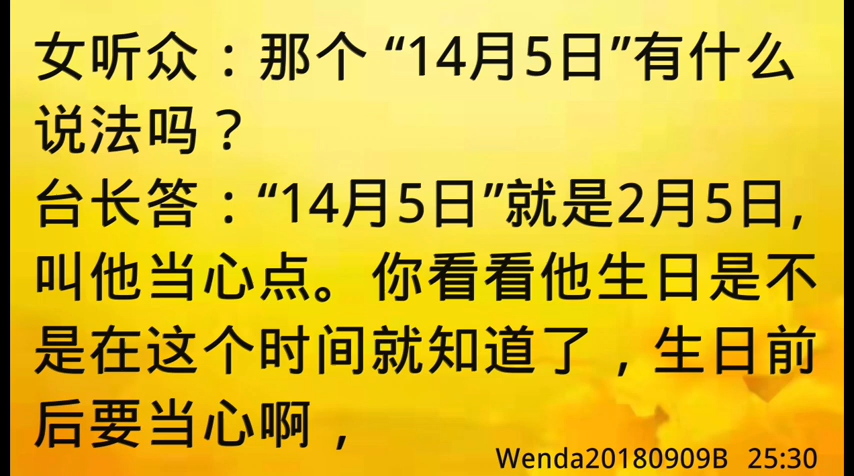 女听众：那个“14月5日”有什么
说法吗？
台长答：“14月5日”就是2月5日，
叫他当心点。你看看他生日是不
是在这个时间就知道了，生日前
后要当心啊，
Wenda20180909B 25:30